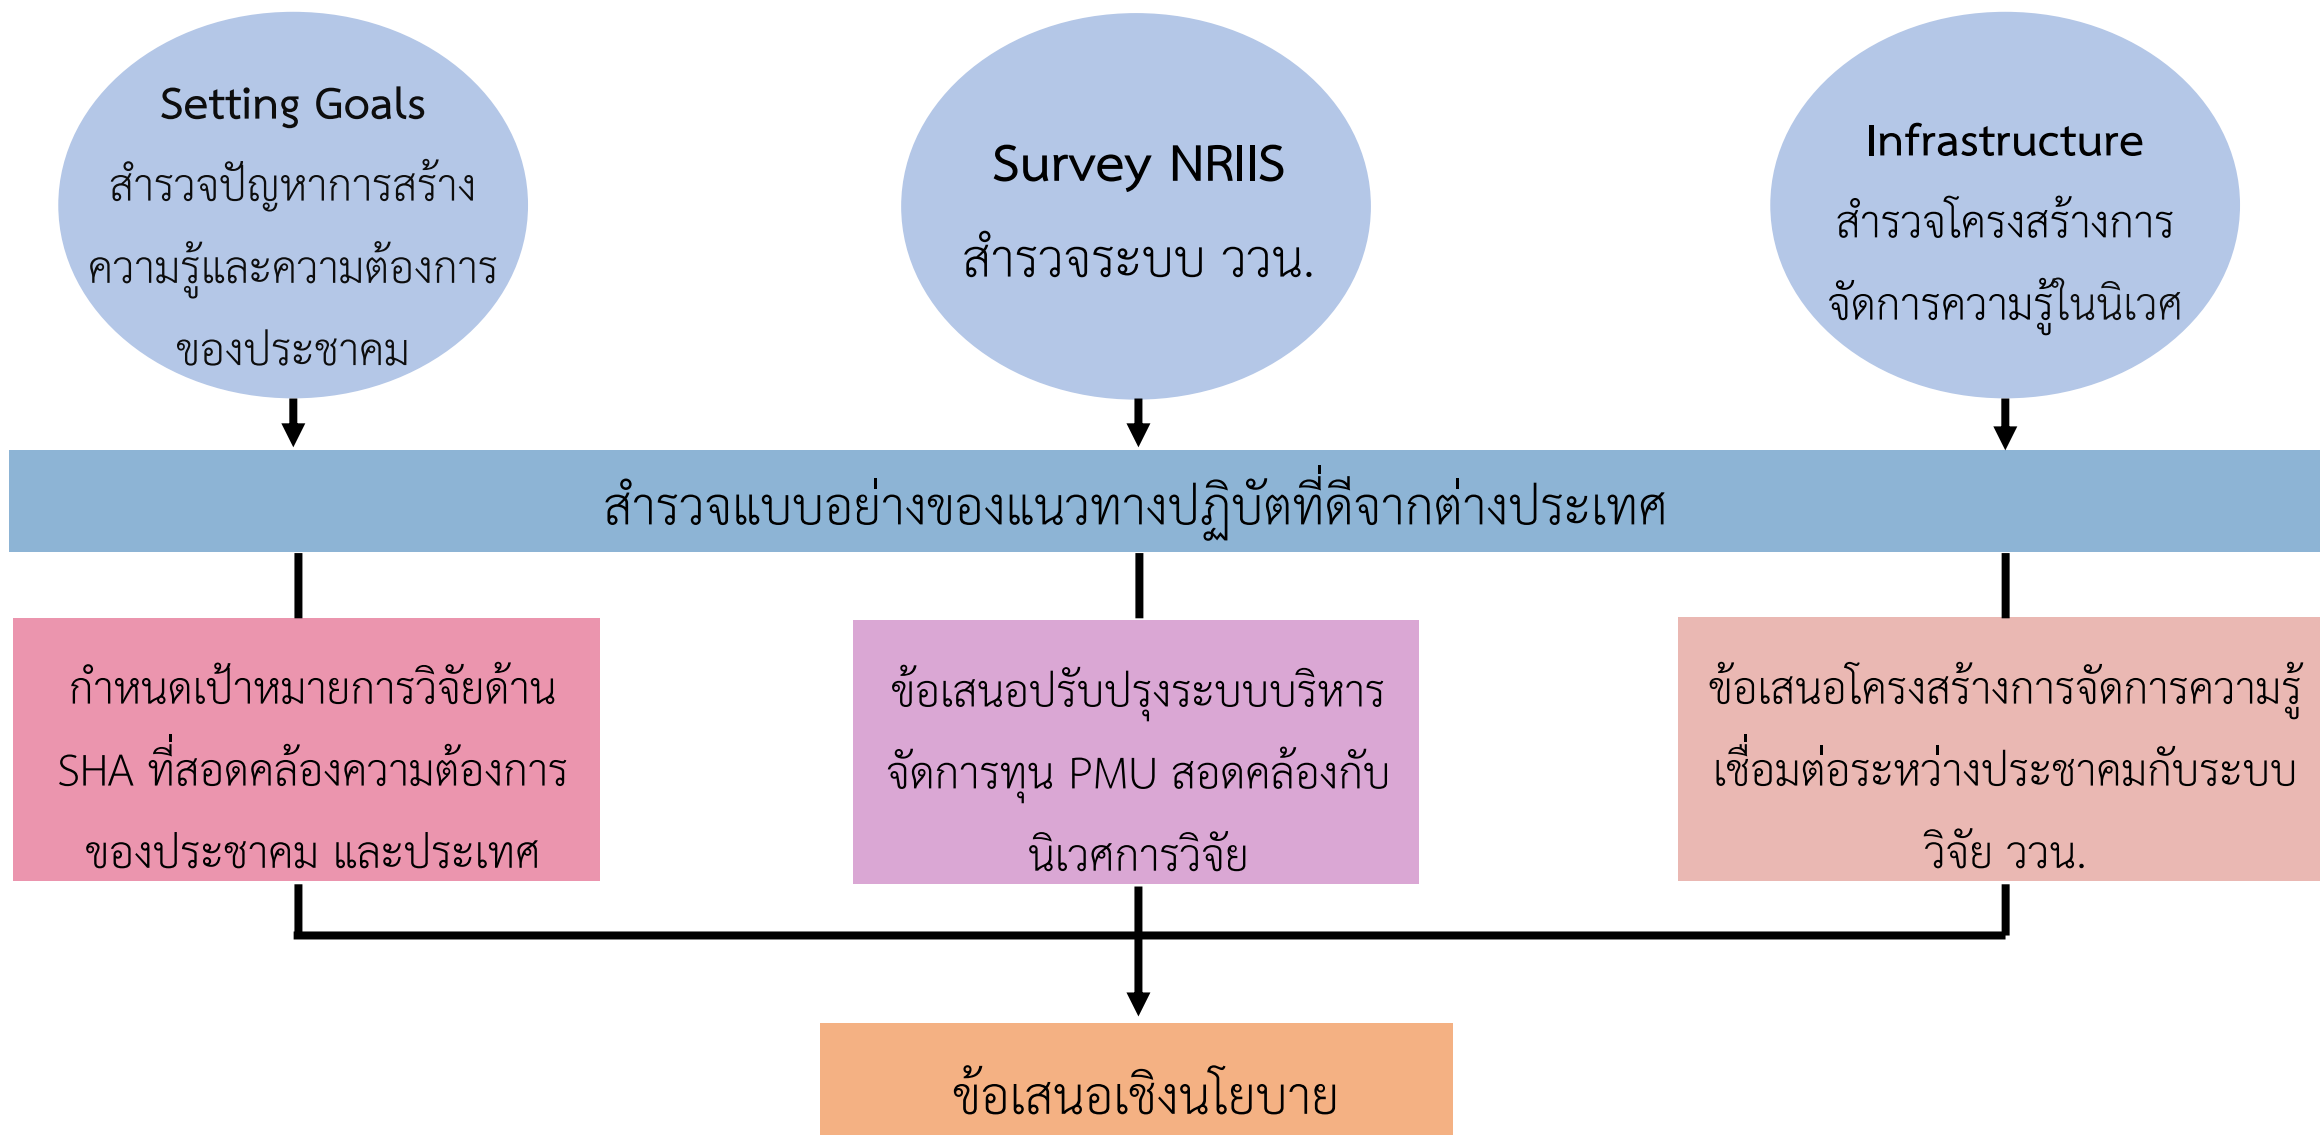 Setting Goals
สำรวจปัญหาการสร้าง
ความรู้และความต้องการ
ของประชาคม
Survey NRIIS
สำรวจระบบ ววน.
Infrastructure
สำรวจโครงสร้างการ
จัดการความรู้ในนิเวศ
สำรวจแบบอย่างของแนวทางปฏิบัตที่ดีจากต่างประเทศ
กำหนดเป้าหมายการวิจัยด้าน
SHA ที่สอดคล้องความต้องการ
ของประชาคม และประเทศ
ข้อเสนอปรับปรุงระบบบริหาร
จัดการทุน PMU สอดคล้องกับ
นิเวศการวิจัย
ข้อเสนอโครงสร้างการจัดการความรู้
เชื่อมต่อระหว่างประชาคมกับระบบ
วิจัย ววน.
ข้อเสนอเชิงนโยบาย